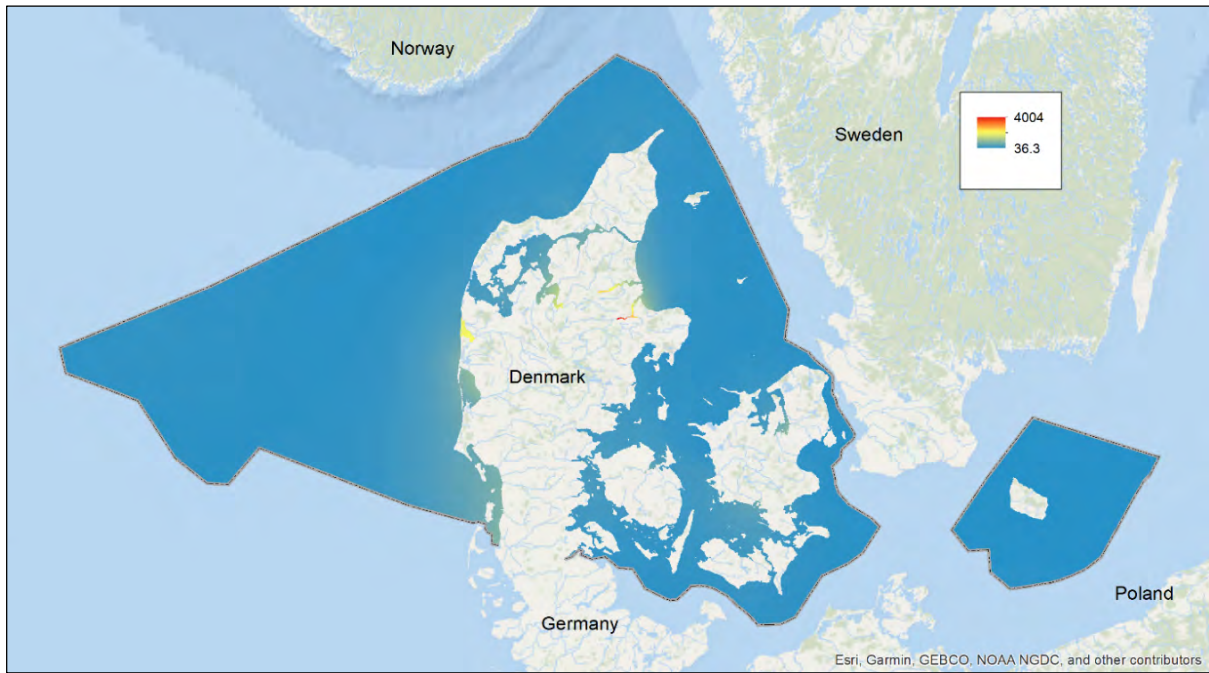 Norway
4004
36.3
Sweden
Denmark
Poland
Germany
Esri, Garmin, GEBCO, NOAA NGDC, and other contributors